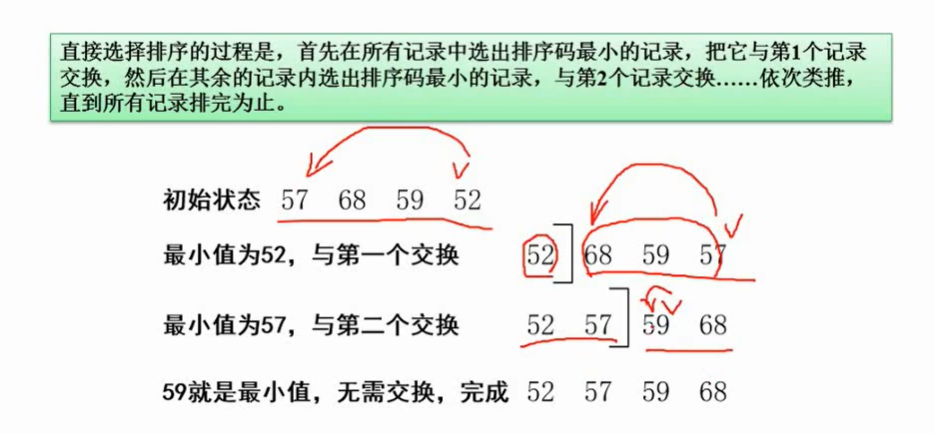 直接选择排序的过程是，首先在所有记录中选出排序码最小的记录，把它与第1个记录
交换，然后在其余的记录内选出排序码最小的记录，与第2个记录交换……依次类推，
直到所有记录排完为止。
初始状态 57 68 59 52
最小值为52，与第一个交换 52] 68 59 57
最小值为57，与第二个交换 52 57] 59 68
59就是最小值，无需交换，完成 52 57 59 68